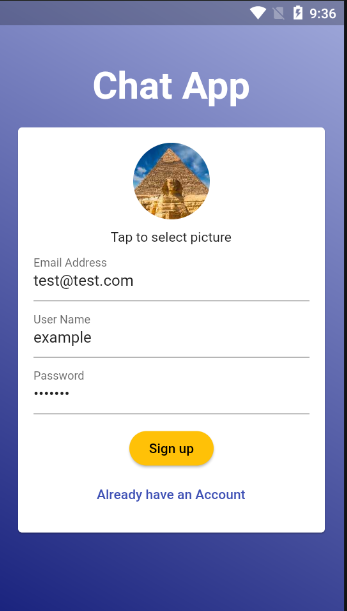 9:36
Chat App
Tap to select picture
Email Address
test@test.com
User Name
example
Password
•••••••
Sign up
Already have an Account